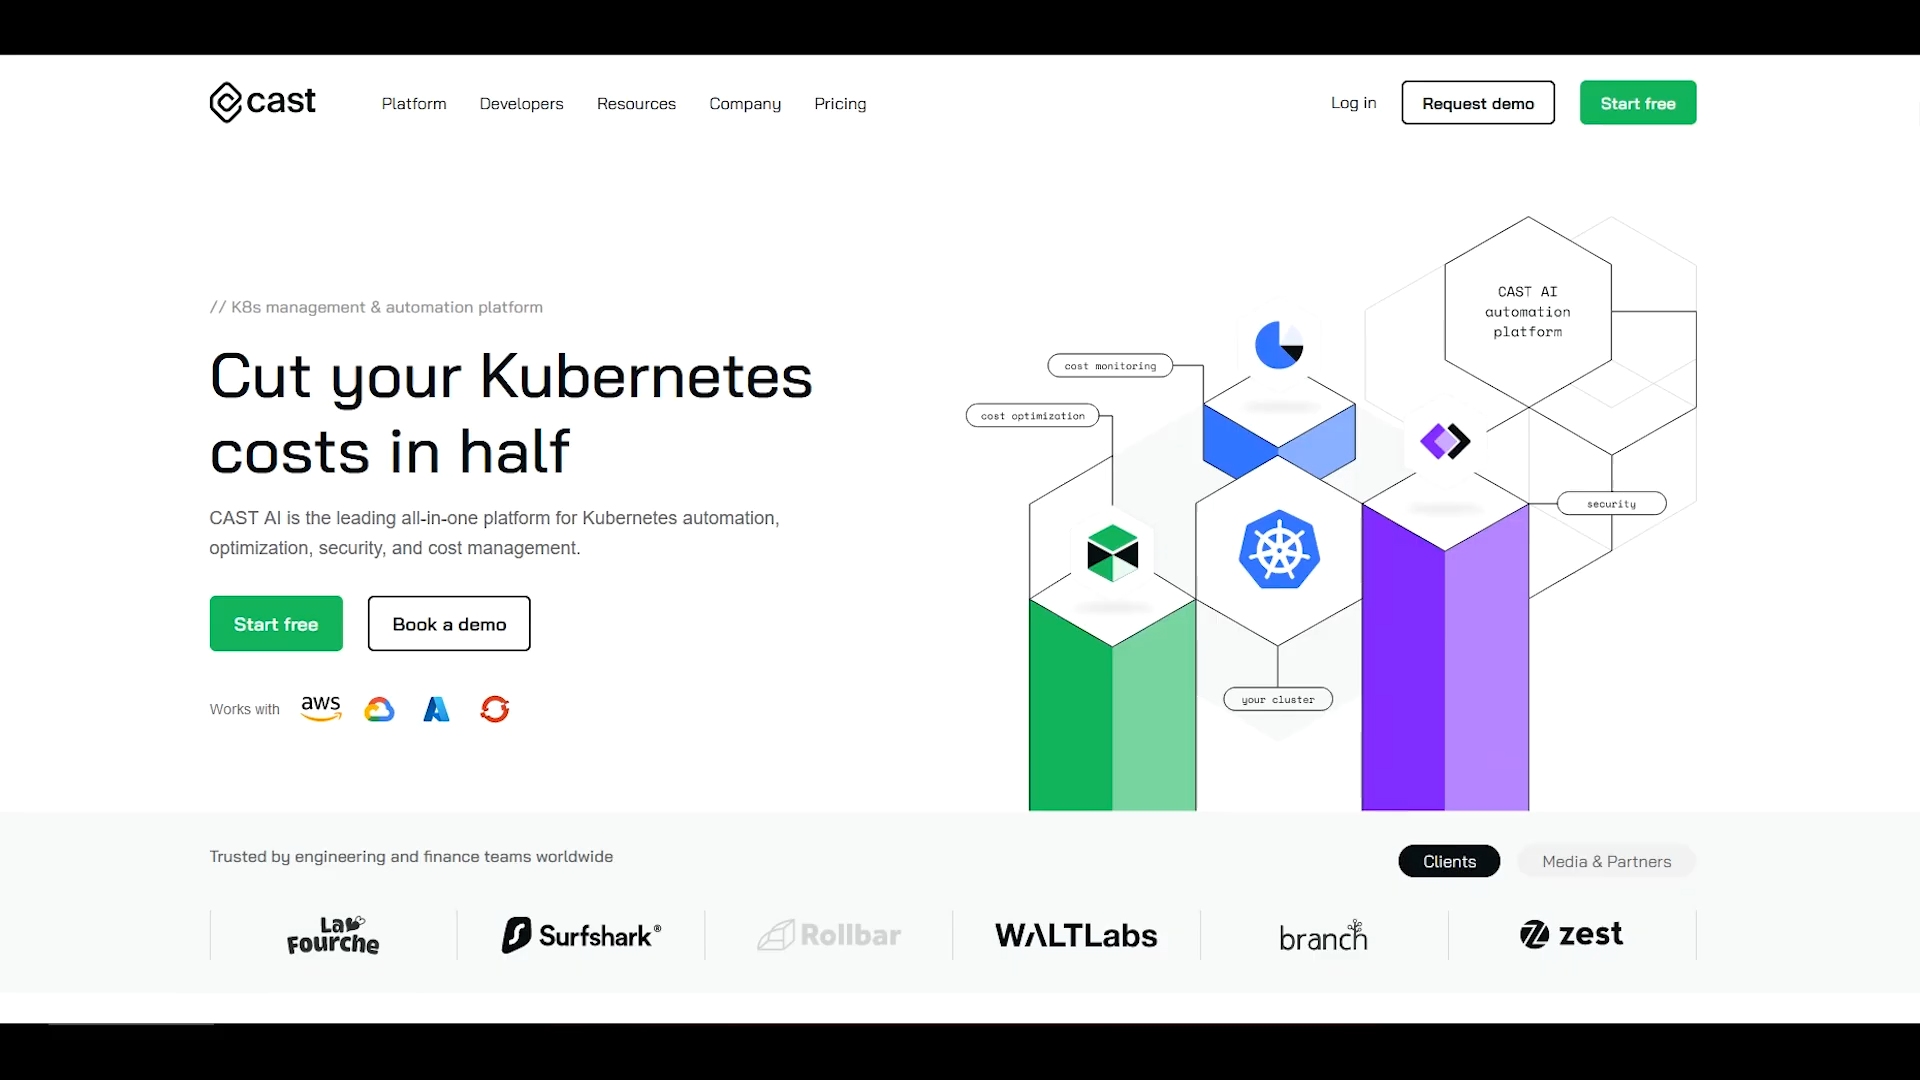 cast
Platform
Developers
Resources
Company
Pricing
Log in
Request demo
Start free
// K8s management & automation platform
Cut your Kubernetes
costs in half
CAST AI is the leading all-in-one platform for Kubernetes automation,
optimization, security, and cost management.
Start free
Book a demo
Works with
aws
CAST AI
automation
platform
cost monitoring
cost optimization
security
your cluster
Trusted by engineering and finance teams worldwide
Clients
Media & Partners
La
Fourche
Surfshark®
Rollbar
WALTLabs
branch
zest